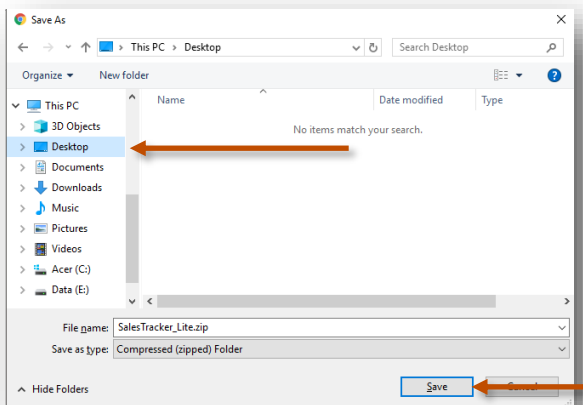 Save As
This PC > Desktop
Search Desktop
Organize
New folder
?
Name
Date modified
Type
This PC
3D Objects
Desktop
Documents
Downloads
Music
Pictures
Videos
Acer (C:)
Data (E:)
No items match your search.
File name: SalesTracker_Lite.zip
Save as type: Compressed (zipped) Folder
Hide Folders
Save